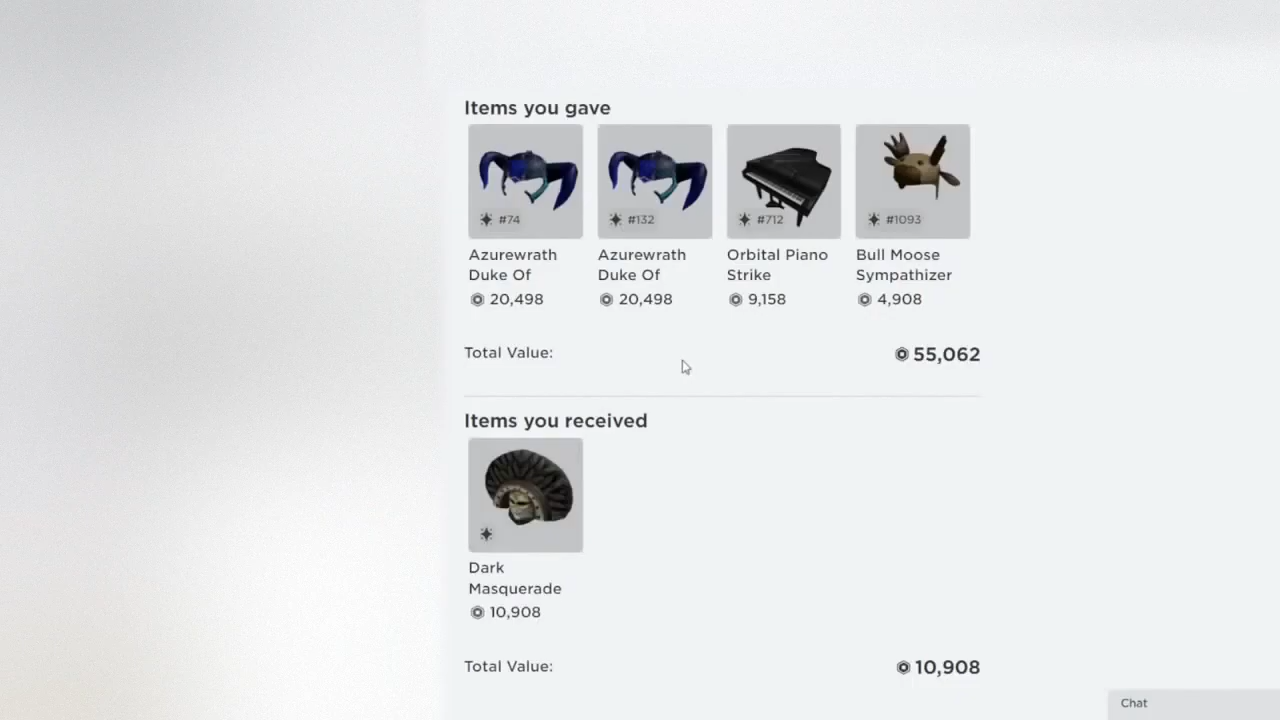 Items you gave
#74
#132
#712
#1093
Azurewrath
Duke Of
20,498
Azurewrath
Duke Of
20,498
Orbital Piano
Strike
9,158
Bull Moose
Sympathizer
4,908
Total Value:
55,062
Items you received
Dark
Masquerade
10,908
Total Value:
10,908
Chat